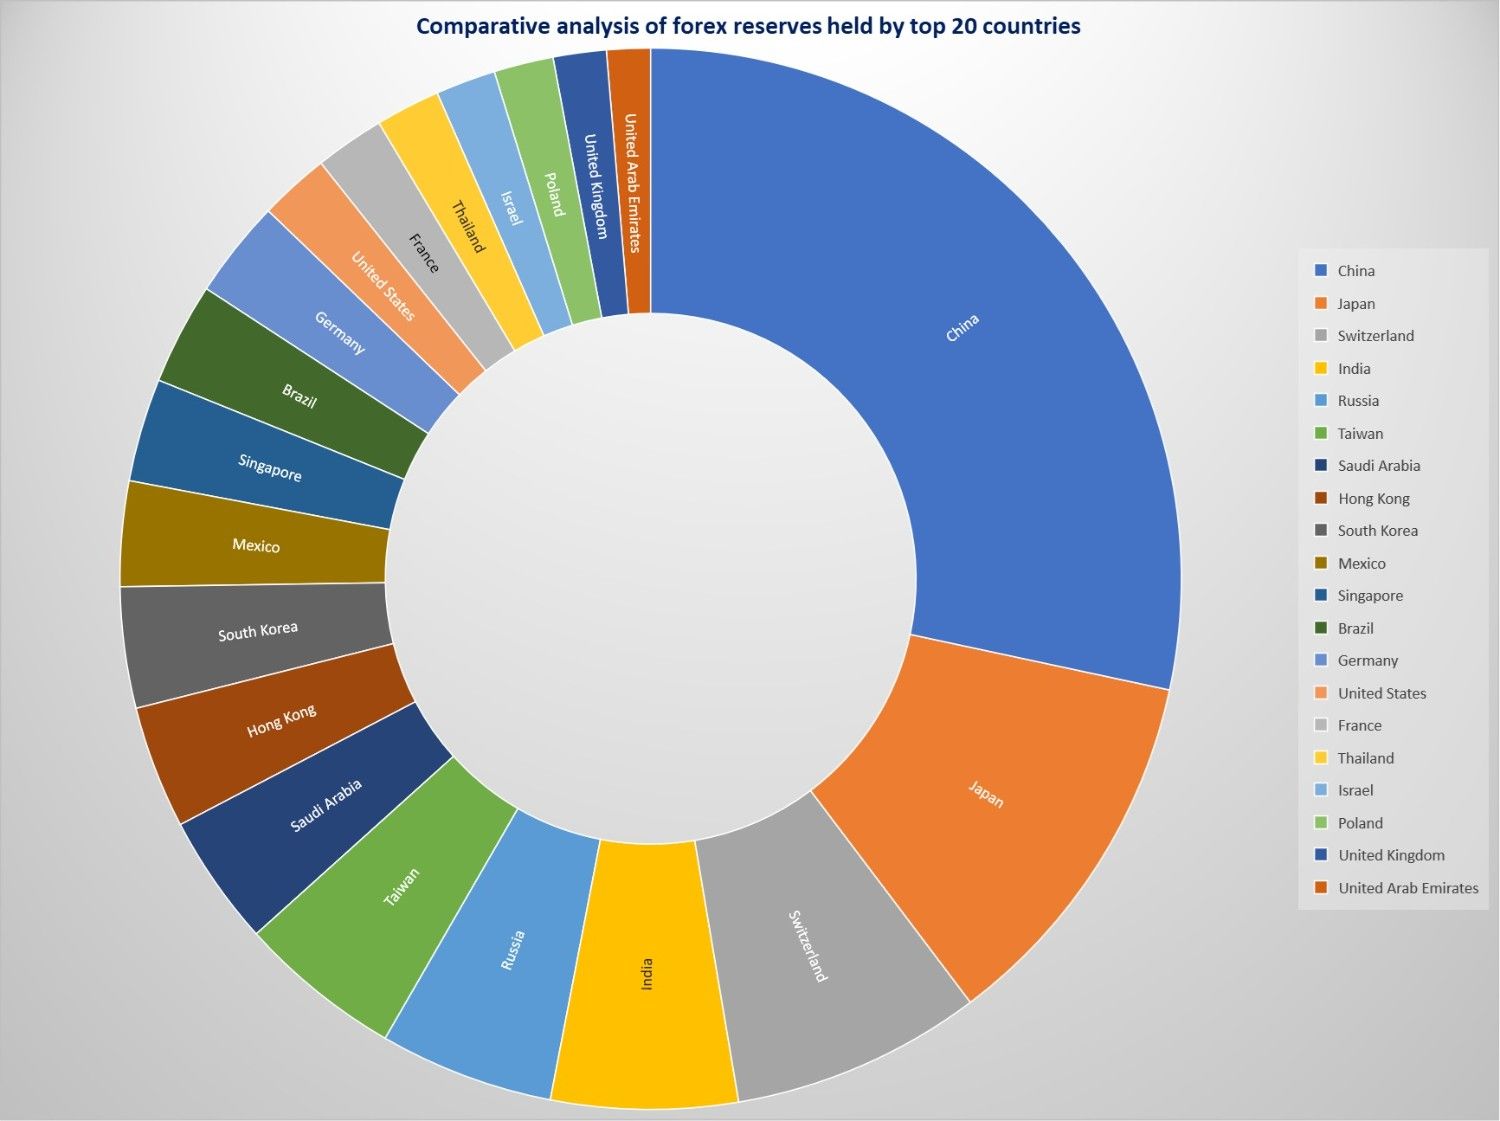 Comparative analysis of forex reserves held by top 20 countries
China
Japan
Switzerland
India
Russia
Taiwan
Saudi Arabia
Hong Kong
South Korea
Mexico
Singapore
Brazil
Germany
United States
France
Thailand
Israel
Poland
United Kingdom
United Arab Emirates
China
Japan
Switzerland
India
Russia
Taiwan
Saudi Arabia
Hong Kong
South Korea
Mexico
Singapore
Brazil
Germany
United States
France
Thailand
Israel
Poland
United Kingdom
United Arab Emirates